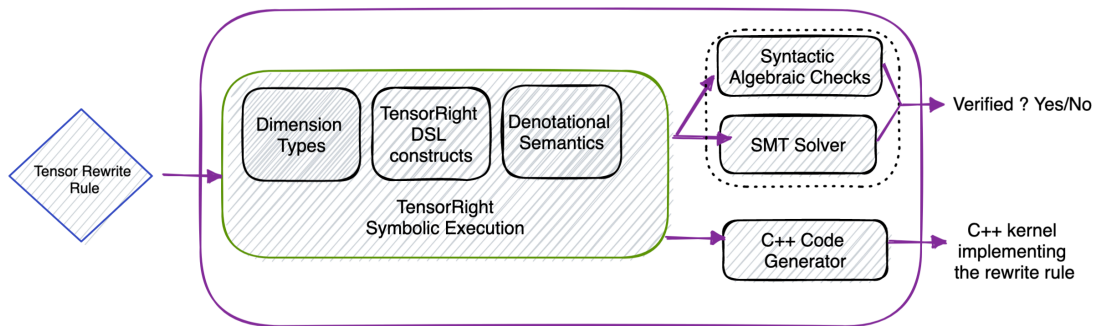 Tensor Rewrite
Rule
Dimension
Types
TensorRight
DSL
constructs
Denotational
Semantics
TensorRight
Symbolic Execution
Syntactic
Algebraic Checks
SMT Solver
Verified ? Yes/No
C++ Code
Generator
C++ kernel
implementing
the rewrite rule